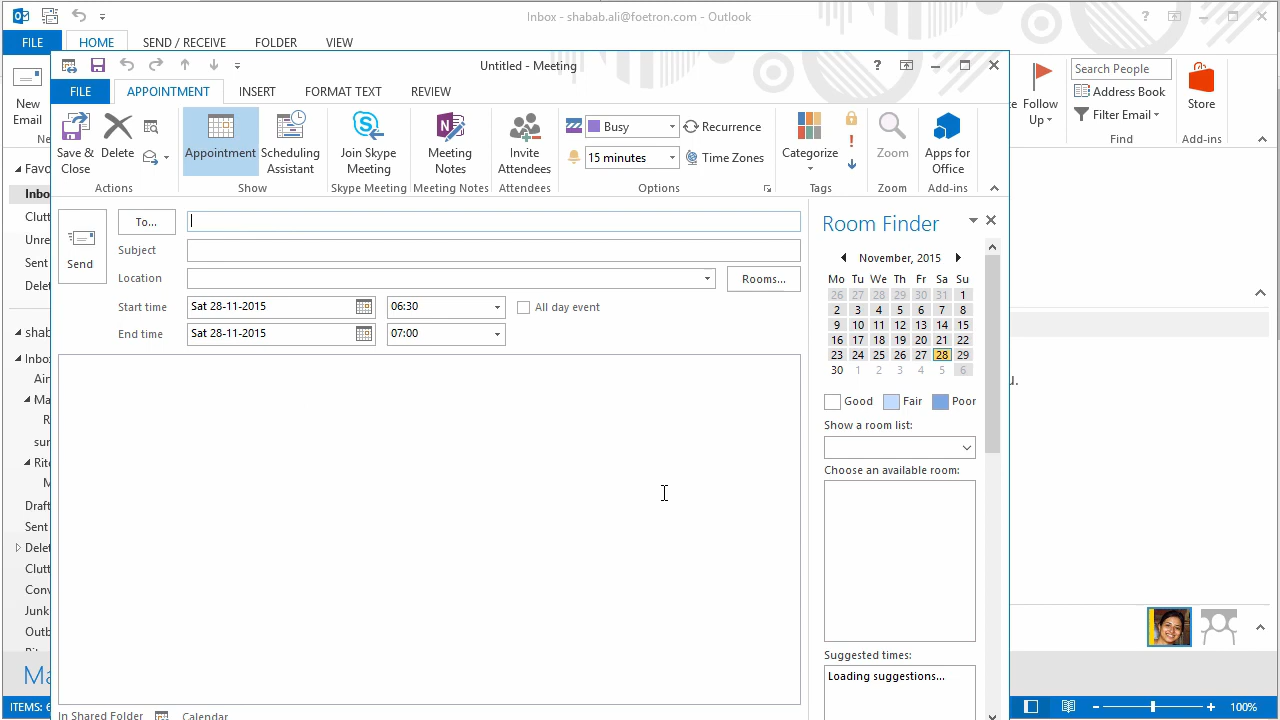 Inbox - shabab.ali@foetron.com - Outlook
FILE HOME SEND / RECEIVE FOLDER VIEW
New
Email
Favo
Inbo
Clutt
Unre
Sent
Delet
shab
Inbo
Ain
Ma
R
sur
Rite
M
Draft
Sent
Delet
Clutt
Conv
Junk
Outb
ITEMS: 6
Untitled - Meeting
FILE APPOINTMENT INSERT FORMAT TEXT REVIEW
Save &
Close
Delete
Actions
Appointment
Scheduling
Assistant
Show
Join Skype
Meeting
Skype Meeting
Meeting
Notes
Meeting Notes
Invite
Attendees
Attendees
Busy
Recurrence
15 minutes
Time Zones
Options
Categorize
Tags
Zoom
Zoom
Apps for
Office
Add-ins
Send
To...
Subject
Location
Rooms...
Start time Sat 28-11-2015 06:30 All day event
End time Sat 28-11-2015 07:00
In Shared Folder Calendar
Room Finder
November, 2015
Mo Tu We Th Fr Sa Su
26 27 28 29 30 31 1
2 3 4 5 6 7 8
9 10 11 12 13 14 15
16 17 18 19 20 21 22
23 24 25 26 27 28 29
30 1 2 3 4 5 6
Good Fair Poor
Show a room list:
Choose an available room:
Suggested times:
Loading suggestions...
Follow
Up
Search People
Address Book
Filter Email
Find
Store
Add-ins
u.
100%